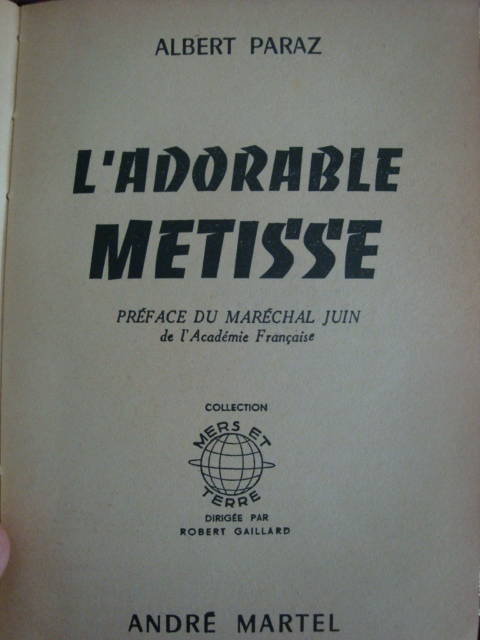 ALBERT PARAZ
L'ADORABLE
METISSE
PRÉFACE DU MARÉCHAL JUIN
de l'Académie Française
COLLECTION
MERS ET
TERRE
DIRIGÉE PAR
ROBERT GAILLARD
ANDRÉ MARTEL